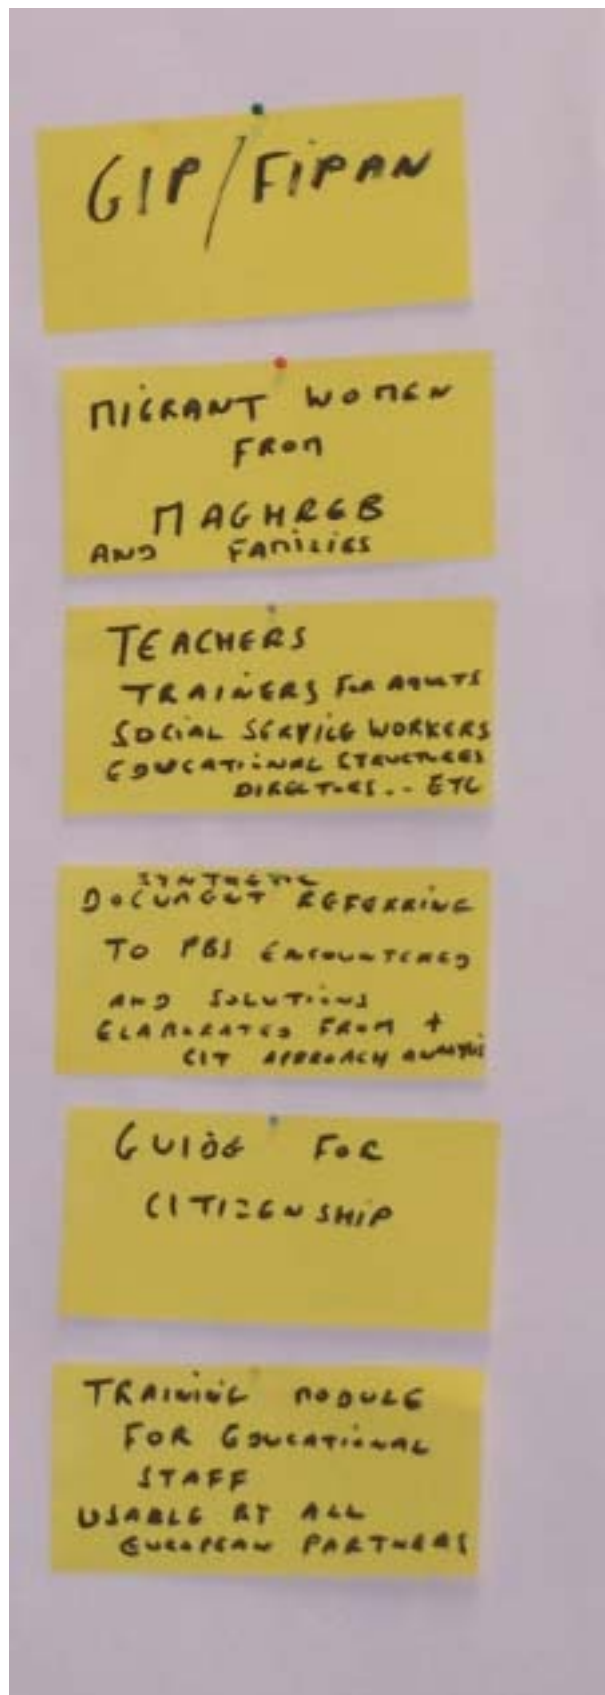 GIP/FIPAN
MIGRANT WOMEN
FROM
MAGHREB
AND FAMILIES
TEACHERS
TRAINERS FOR ADULTS
SOCIAL SERVICE WORKERS
EDUCATIONAL STRUCTURES
DIRECTORS.. ETC
SYNTHETIC
DOCUMENT REFERRING
TO PBS ENCOUNTERED
AND SOLUTIONS
ELABORATED FROM +
CIT APPROACH ANALYSIS
GUIDE FOR
CITIZENSHIP
TRAINING MODULE
FOR EDUCATIONAL
STAFF
USABLE BY ALL
EUROPEAN PARTNERS